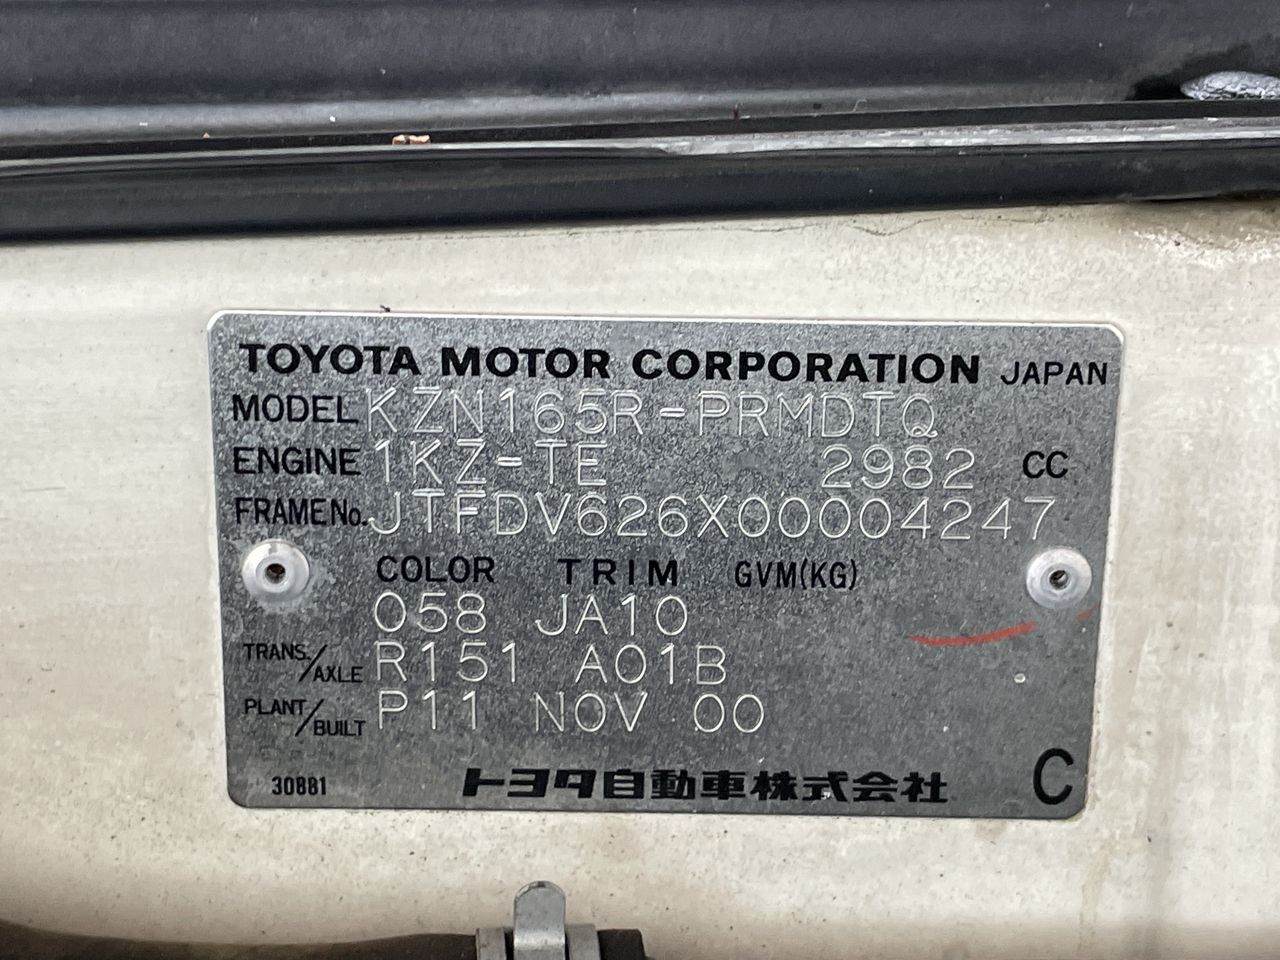 TOYOTA MOTOR CORPORATION JAPAN
MODEL KZN165R-PRMDTQ
ENGINE 1KZ-TE 2982 CC
FRAME No. JTFDV626X00004247
COLOR TRIM GVM(KG)
058 JA10
TRANS./AXLE R151 A01B
PLANT/BUILT P11 NOV 00
30881 トヨタ自動車株式会社 C